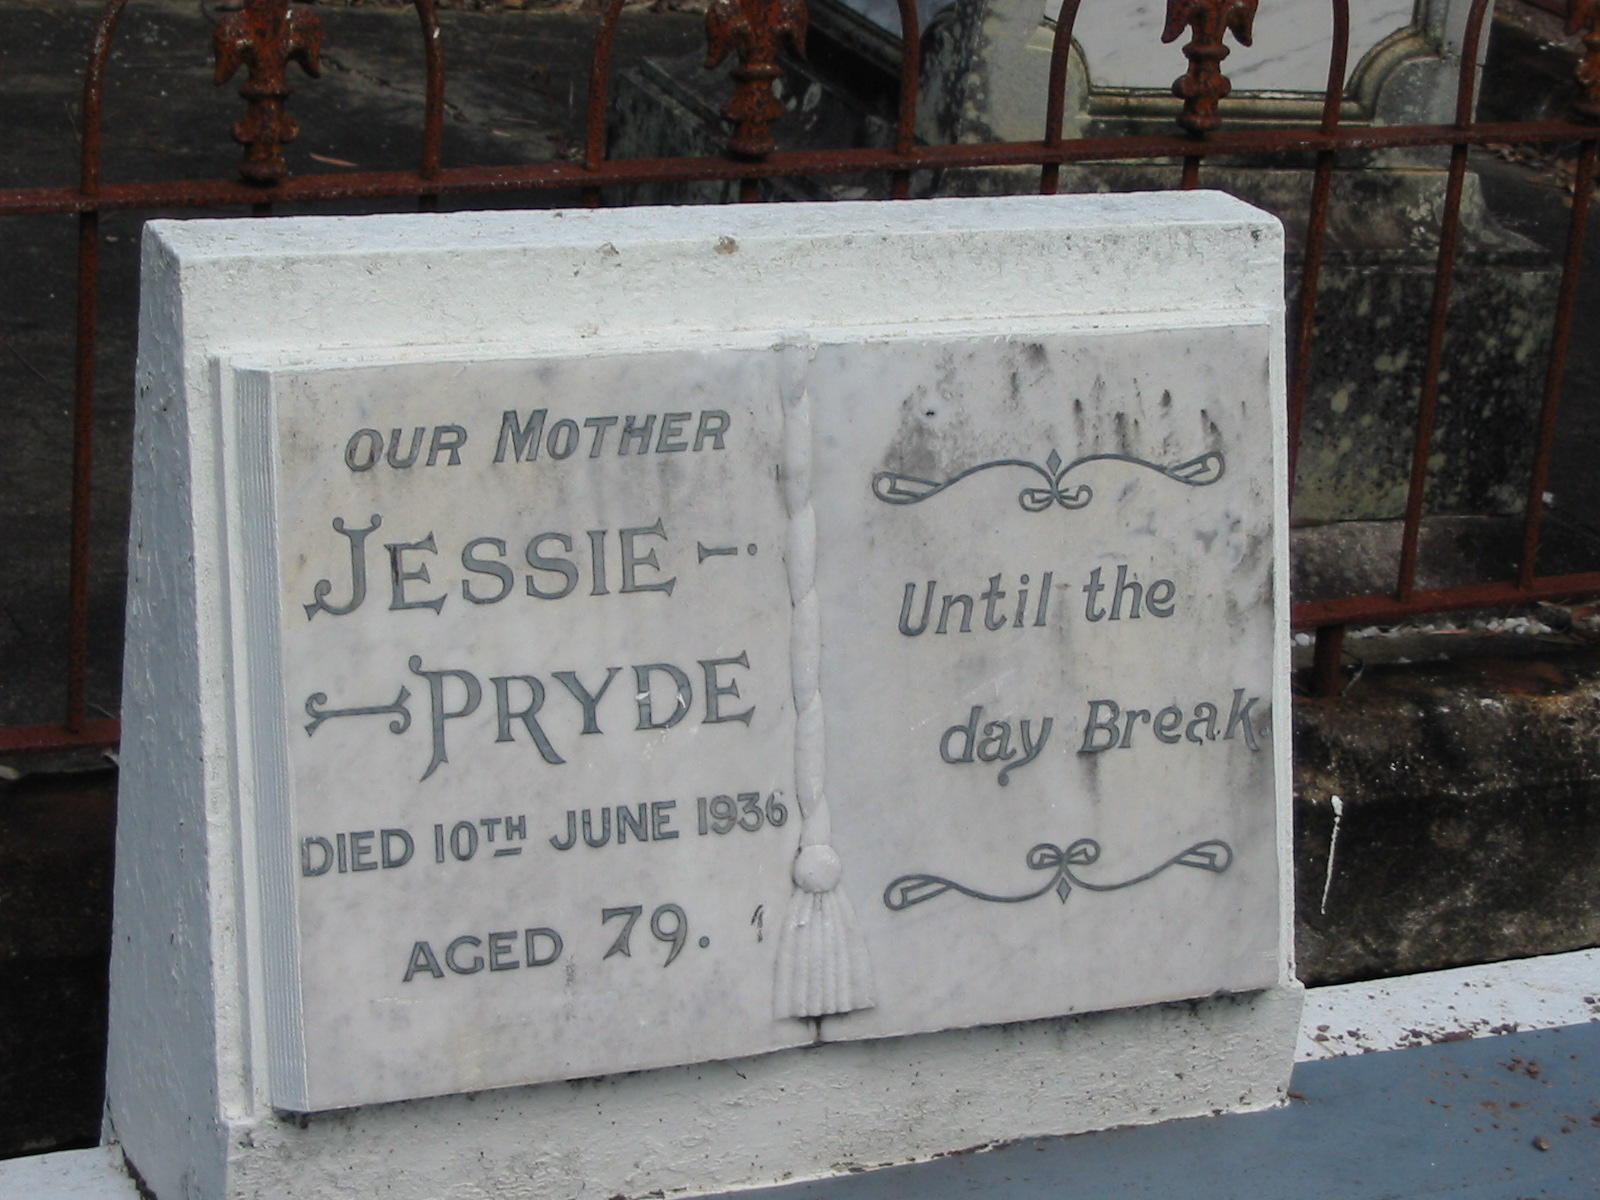 OUR MOTHER
JESSIE
PRYDE
DIED 10TH JUNE 1936
AGED 79.
Until the
day Break.